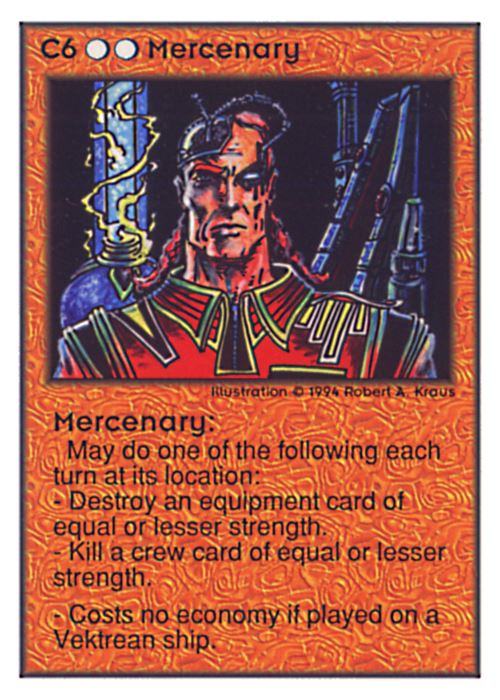 C6 Mercenary
Illustration © 1994 Robert A. Kraus
Mercenary:
May do one of the following each
turn at its location:
- Destroy an equipment card of
equal or lesser strength.
- Kill a crew card of equal or lesser
strength.
- Costs no economy if played on a
Vektrean ship.